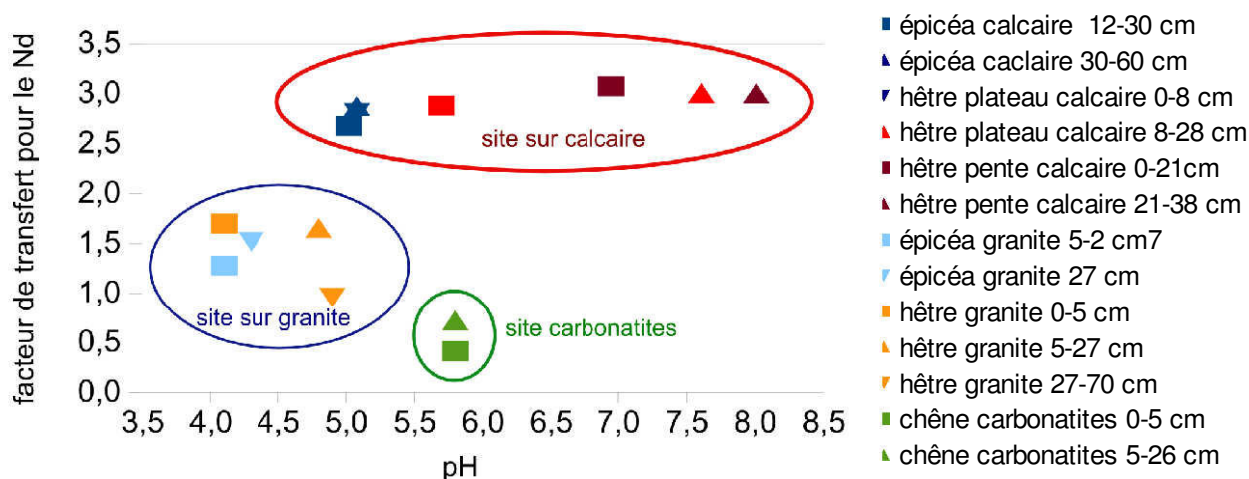 facteur de transfert pour le Nd
3,5
3,0
2,5
2,0
1,5
1,0
0,5
0,0
site sur calcaire
site sur granite
site carbonatites
3,5 4,0 4,5 5,0 5,5 6,0 6,5 7,0 7,5 8,0 8,5
pH
épicéa calcaire 12-30 cm
épicéa caclaire 30-60 cm
hêtre plateau calcaire 0-8 cm
hêtre plateau calcaire 8-28 cm
hêtre pente calcaire 0-21cm
hêtre pente calcaire 21-38 cm
épicéa granite 5-2 cm7
épicéa granite 27 cm
hêtre granite 0-5 cm
hêtre granite 5-27 cm
hêtre granite 27-70 cm
chêne carbonatites 0-5 cm
chêne carbonatites 5-26 cm